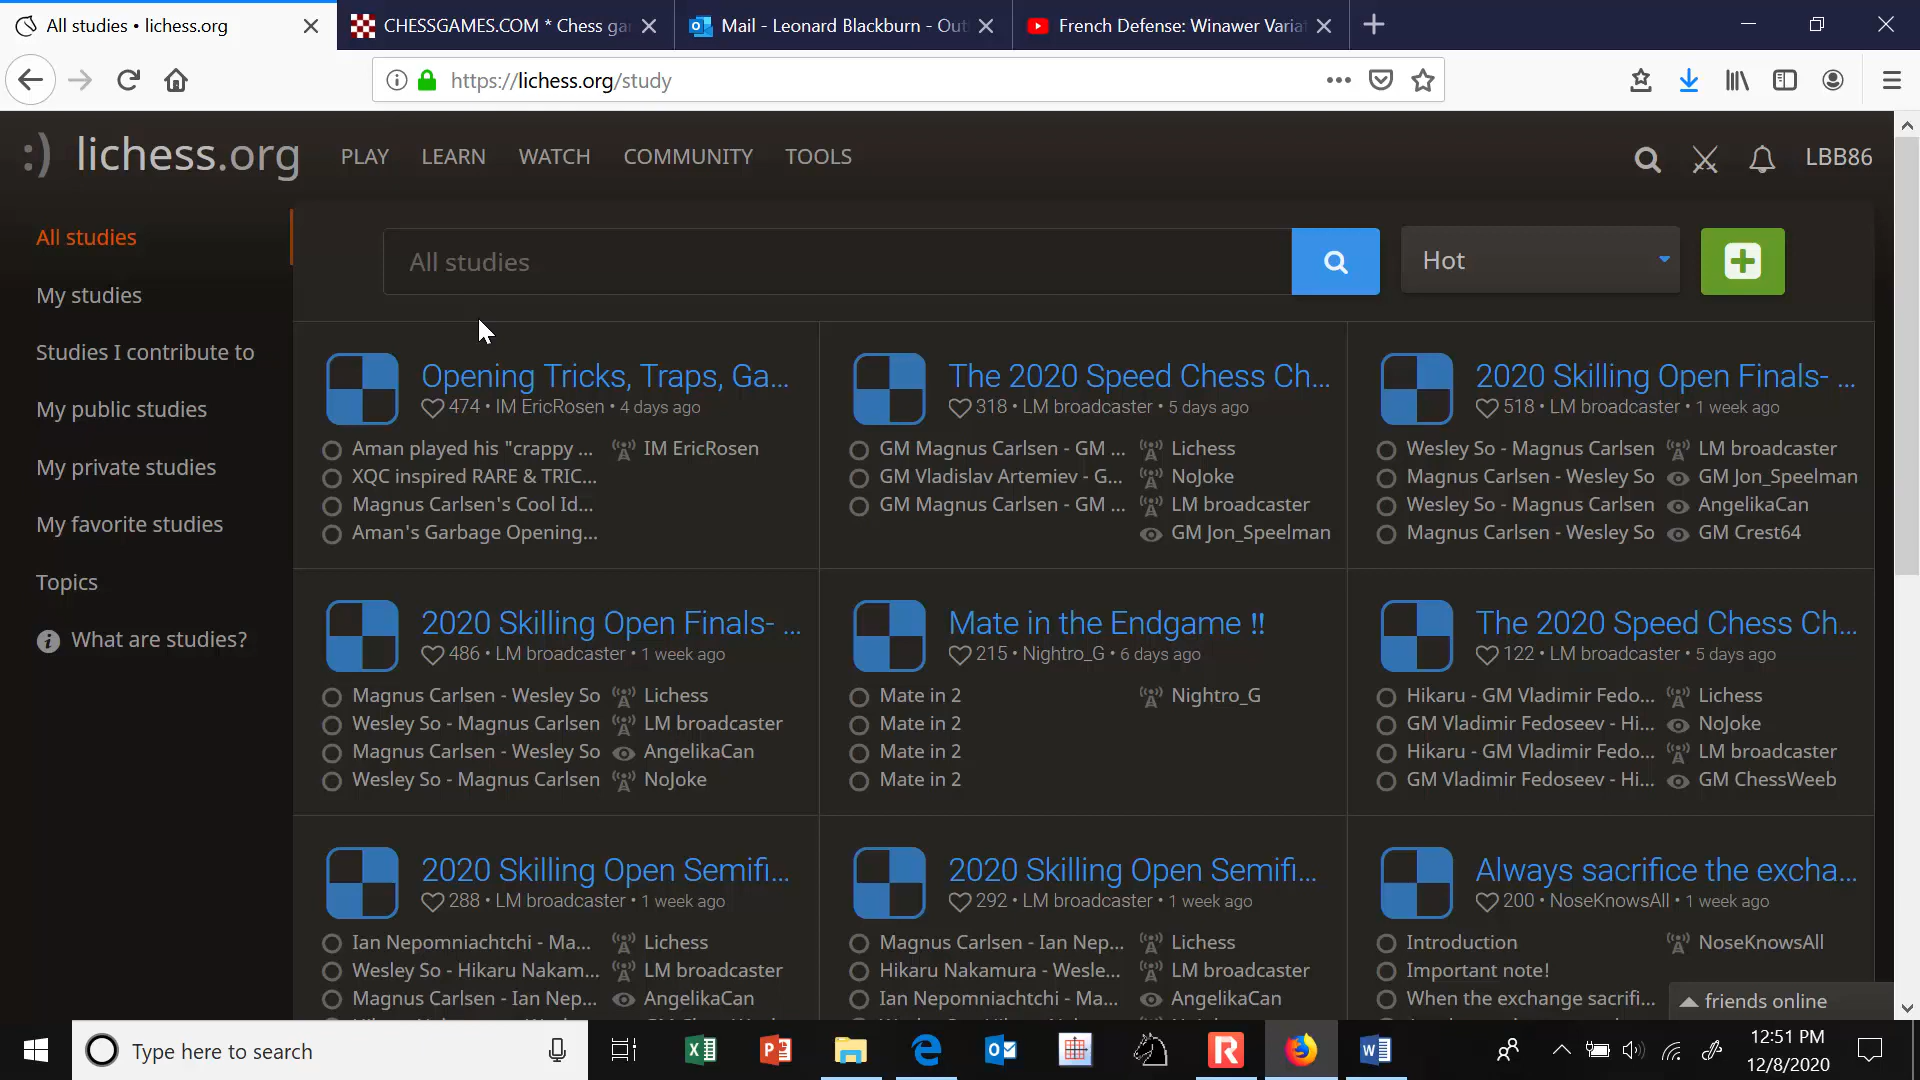 All studies • lichess.org
CHESSGAMES.COM * Chess ga
Mail - Leonard Blackburn - Out
French Defense: Winawer Varia
https://lichess.org/study
:) lichess.org
PLAY LEARN WATCH COMMUNITY TOOLS
LBB86
All studies
My studies
Studies I contribute to
My public studies
My private studies
My favorite studies
Topics
What are studies?
All studies
Hot
Opening Tricks, Traps, Ga...
474 • IM EricRosen • 4 days ago
Aman played his "crappy ... IM EricRosen
XQC inspired RARE & TRIC...
Magnus Carlsen's Cool Id...
Aman's Garbage Opening...
The 2020 Speed Chess Ch...
318 • LM broadcaster • 5 days ago
GM Magnus Carlsen - GM ... Lichess
GM Vladislav Artemiev - G... NoJoke
GM Magnus Carlsen - GM ... LM broadcaster
GM Jon_Speelman
2020 Skilling Open Finals- ...
518 • LM broadcaster • 1 week ago
Wesley So - Magnus Carlsen LM broadcaster
Magnus Carlsen - Wesley So GM Jon_Speelman
Wesley So - Magnus Carlsen AngelikaCan
Magnus Carlsen - Wesley So GM Crest64
2020 Skilling Open Finals- ...
486 • LM broadcaster • 1 week ago
Magnus Carlsen - Wesley So Lichess
Wesley So - Magnus Carlsen LM broadcaster
Magnus Carlsen - Wesley So AngelikaCan
Wesley So - Magnus Carlsen NoJoke
Mate in the Endgame !!
215 • Nightro_G • 6 days ago
Mate in 2 Nightro_G
Mate in 2
Mate in 2
Mate in 2
The 2020 Speed Chess Ch...
122 • LM broadcaster • 5 days ago
Hikaru - GM Vladimir Fedo... Lichess
GM Vladimir Fedoseev - Hi... NoJoke
Hikaru - GM Vladimir Fedo... LM broadcaster
GM Vladimir Fedoseev - Hi... GM ChessWeeb
2020 Skilling Open Semifi...
288 • LM broadcaster • 1 week ago
Ian Nepomniachtchi - Ma... Lichess
Wesley So - Hikaru Nakam... LM broadcaster
Magnus Carlsen - Ian Nep... AngelikaCan
2020 Skilling Open Semifi...
292 • LM broadcaster • 1 week ago
Magnus Carlsen - Ian Nep... Lichess
Hikaru Nakamura - Wesle... LM broadcaster
Ian Nepomniachtchi - Ma... AngelikaCan
Always sacrifice the excha...
200 • NoseKnowsAll • 1 week ago
Introduction NoseKnowsAll
Important note!
When the exchange sacrifi...
friends online
Type here to search
12:51 PM
12/8/2020